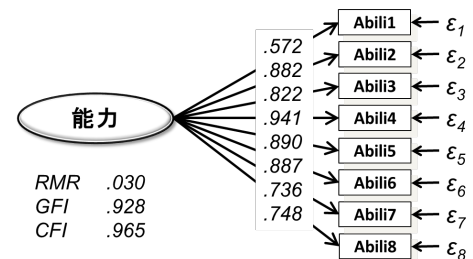 Abili1
ε1
.572
Abili2
ε2
.882
Abili3
ε3
.822
能力
.941
Abili4
ε4
.890
Abili5
ε5
.887
Abili6
ε6
RMR .030
.736
Abili7
ε7
GFI .928
.748
CFI .965
Abili8
ε8